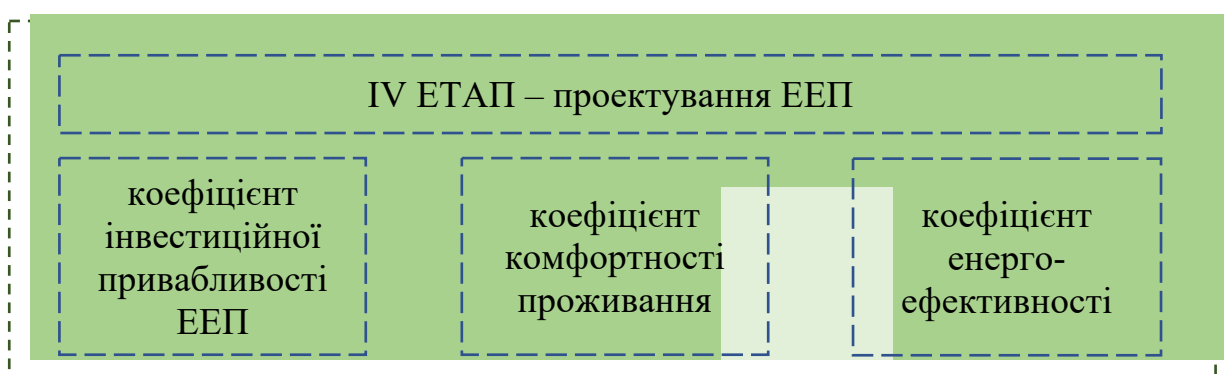 IV ЕТАП – проектування ЕЕП
коефіцієнт
інвестиційної
привабливості
ЕЕП
коефіцієнт
комфортності
проживання
коефіцієнт
енерго-
ефективності